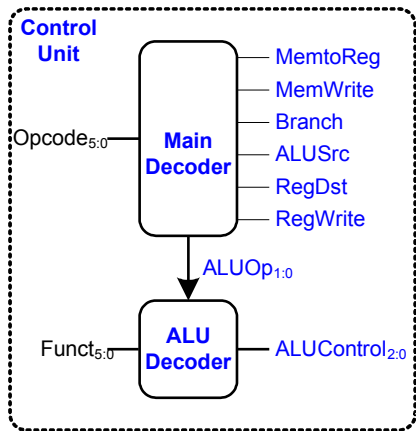 Control
Unit
MemtoReg
MemWrite
Branch
ALUSrc
RegDst
RegWrite
Opcode5:0
Main
Decoder
ALUOp1:0
Funct5:0
ALU
Decoder
ALUControl2:0